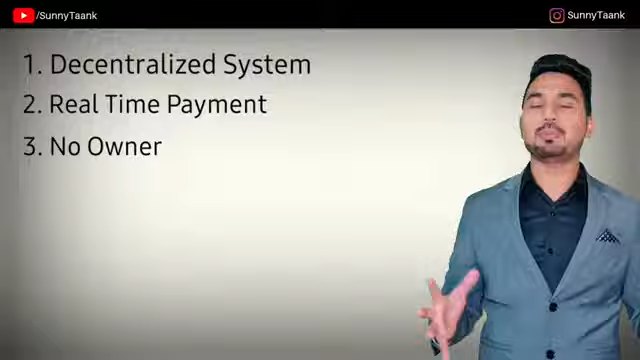 /SunnyTaank
SunnyTaank
1. Decentralized System
2. Real Time Payment
3. No Owner